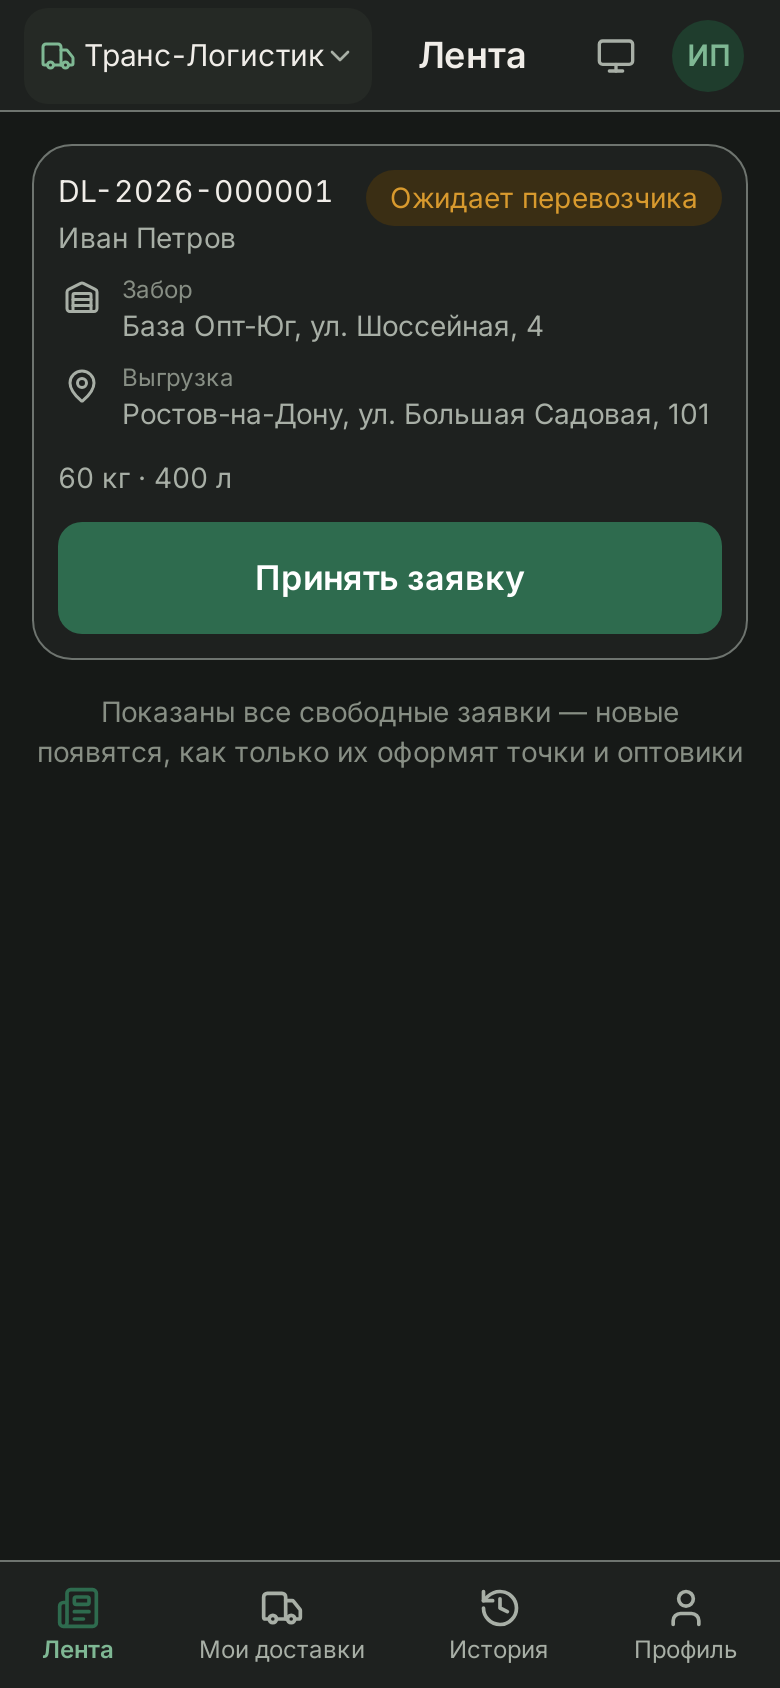 Транс-Логистик
Лента
ИП
DL-2026-000001
Ожидает перевозчика
Иван Петров
Забор
База Опт-Юг, ул. Шоссейная, 4
Выгрузка
Ростов-на-Дону, ул. Большая Садовая, 101
60 кг · 400 л
Принять заявку
Показаны все свободные заявки — новые
появятся, как только их оформят точки и оптовики
Лента
Мои доставки
История
Профиль